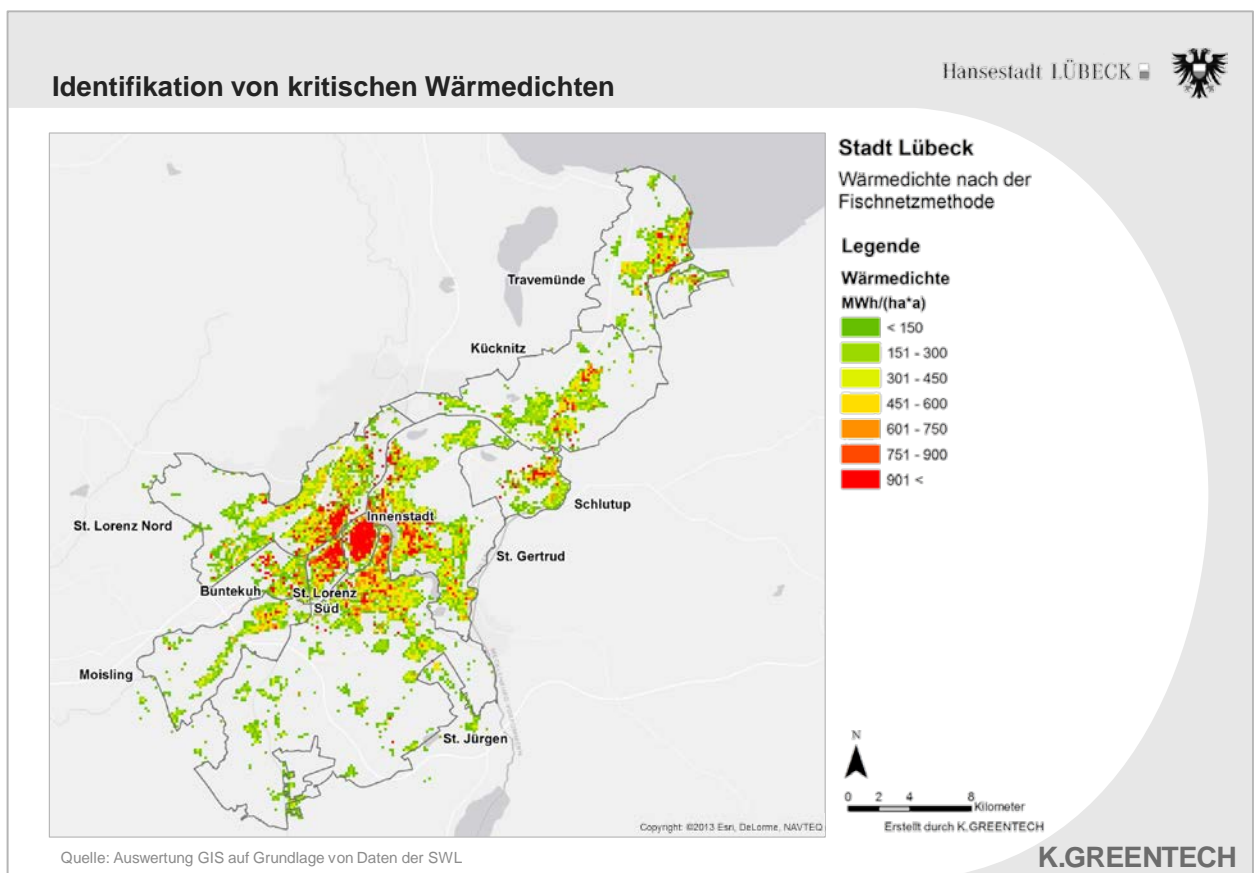 Identifikation von kritischen Wärmedichten
Hansestadt LÜBECK
Stadt Lübeck
Wärmedichte nach der
Fischnetzmethode
Legende
Wärmedichte
MWh/(ha*a)
< 150
151 - 300
301 - 450
451 - 600
601 - 750
751 - 900
901 <
Travemünde
Kücknitz
Schlutup
St. Lorenz Nord
Innenstadt
St. Gertrud
Buntekuh
St. Lorenz
Süd
Moisling
St. Jürgen
N
0 2 4 8
Kilometer
Erstellt durch K.GREENTECH
Copyright: ©2013 Esri, DeLorme, NAVTEQ
Quelle: Auswertung GIS auf Grundlage von Daten der SWL
K.GREENTECH